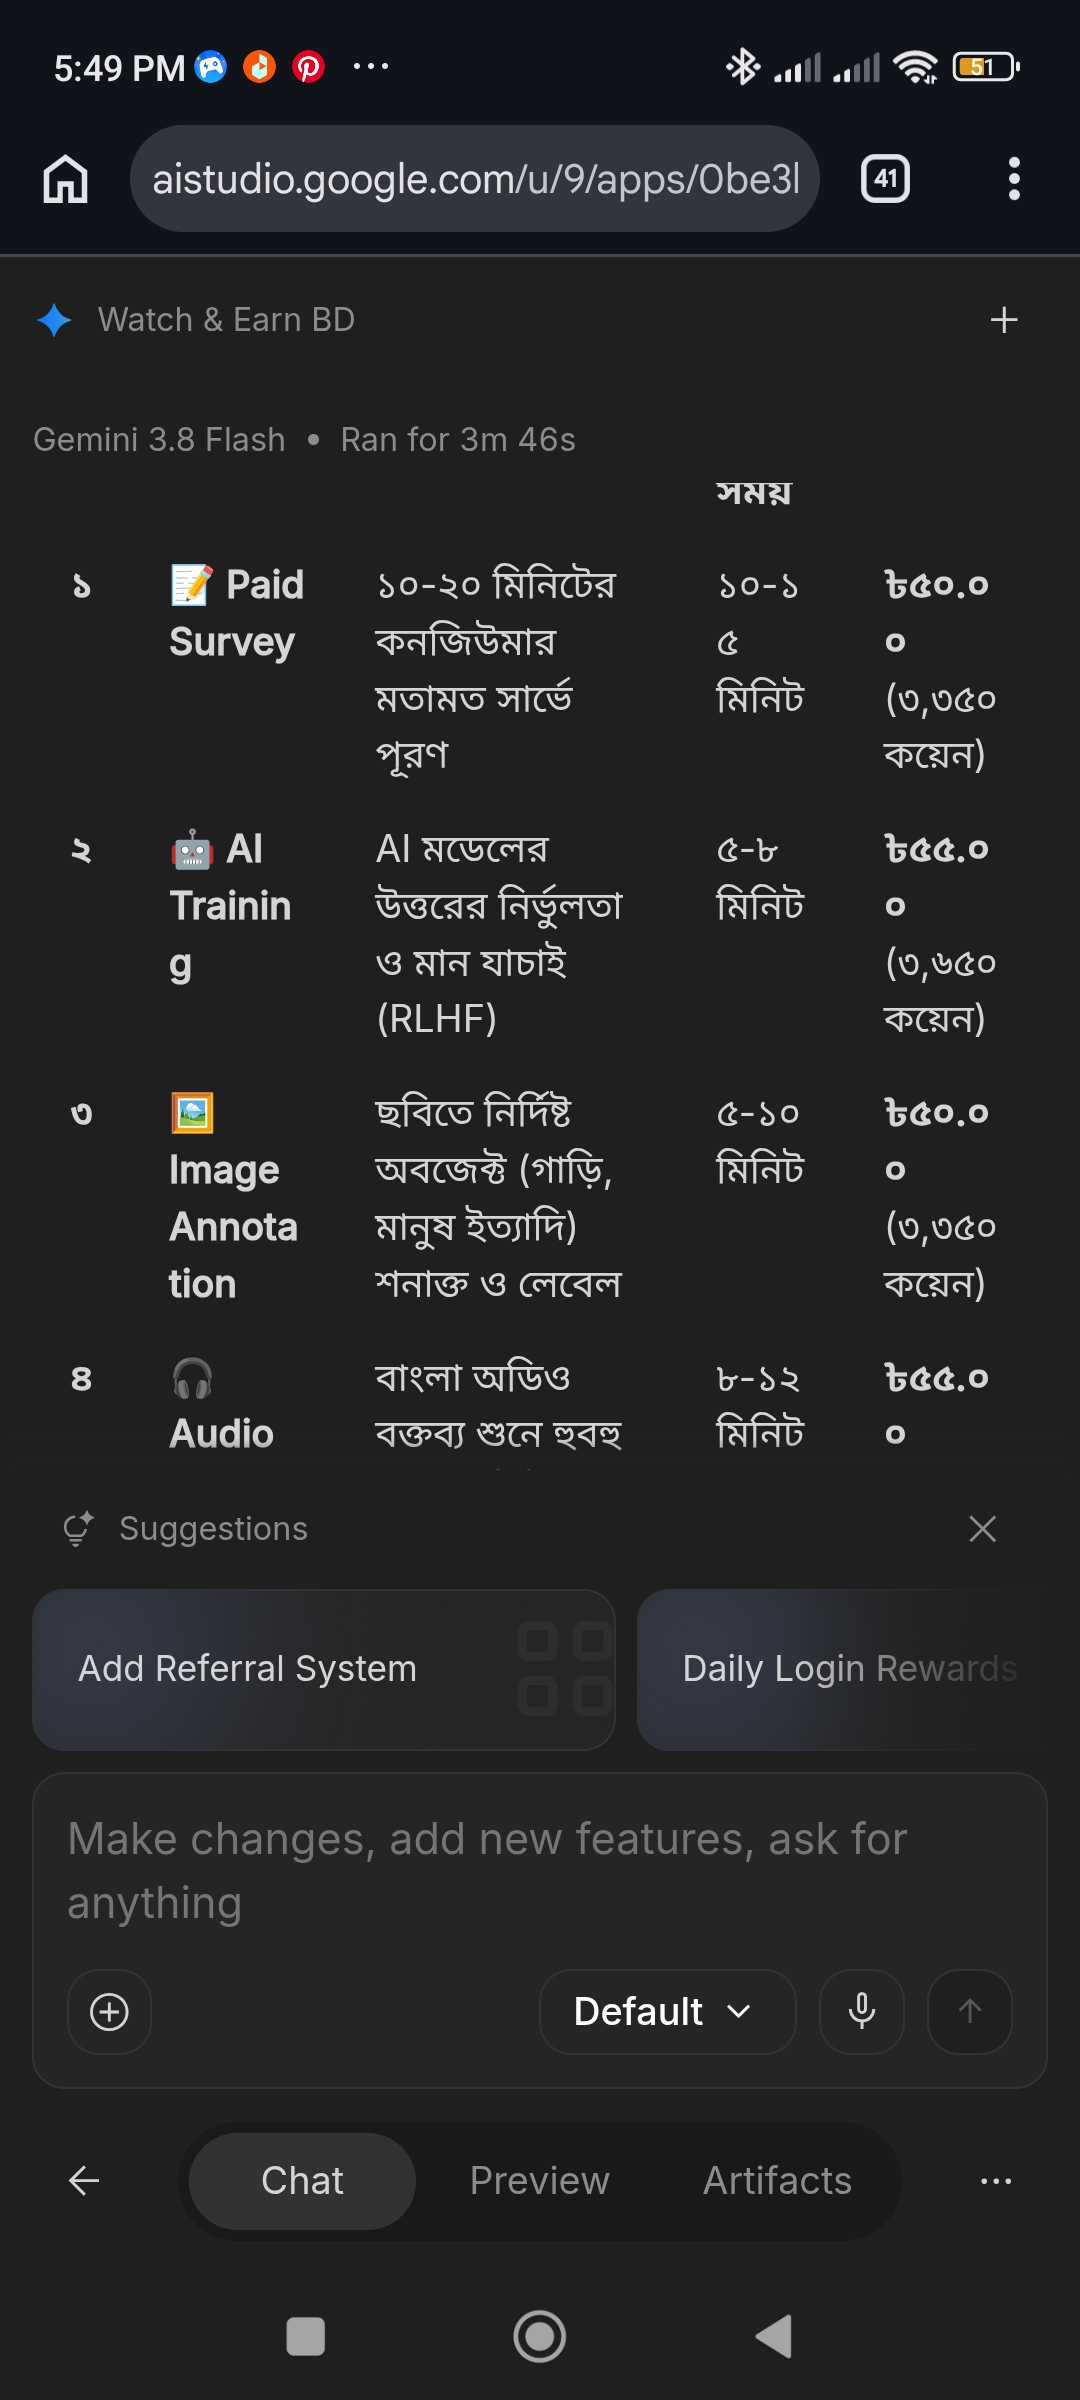 5:49 PM
51
aistudio.google.com/u/9/apps/0be3l
41
Watch & Earn BD
Gemini 3.8 Flash • Ran for 3m 46s
সময়
১
Paid
Survey
১০-২০ মিনিটের
কনজিউমার
মতামত সার্ভে
পূরণ
১০-১
৫
মিনিট
৳৫০.০
০
(৩,৩৫০
কয়েন)
২
AI
Trainin
g
AI মডেলের
উত্তরের নির্ভুলতা
ও মান যাচাই
(RLHF)
৫-৮
মিনিট
৳৫৫.০
০
(৩,৬৫০
কয়েন)
৩
Image
Annota
tion
ছবিতে নির্দিষ্ট
অবজেক্ট (গাড়ি,
মানুষ ইত্যাদি)
শনাক্ত ও লেবেল
৫-১০
মিনিট
৳৫০.০
০
(৩,৩৫০
কয়েন)
৪
Audio
বাংলা অডিও
বক্তব্য শুনে হুবহু
৮-১২
মিনিট
৳৫৫.০
০
Suggestions
Add Referral System
Daily Login Rewards
Make changes, add new features, ask for
anything
Default
Chat
Preview
Artifacts